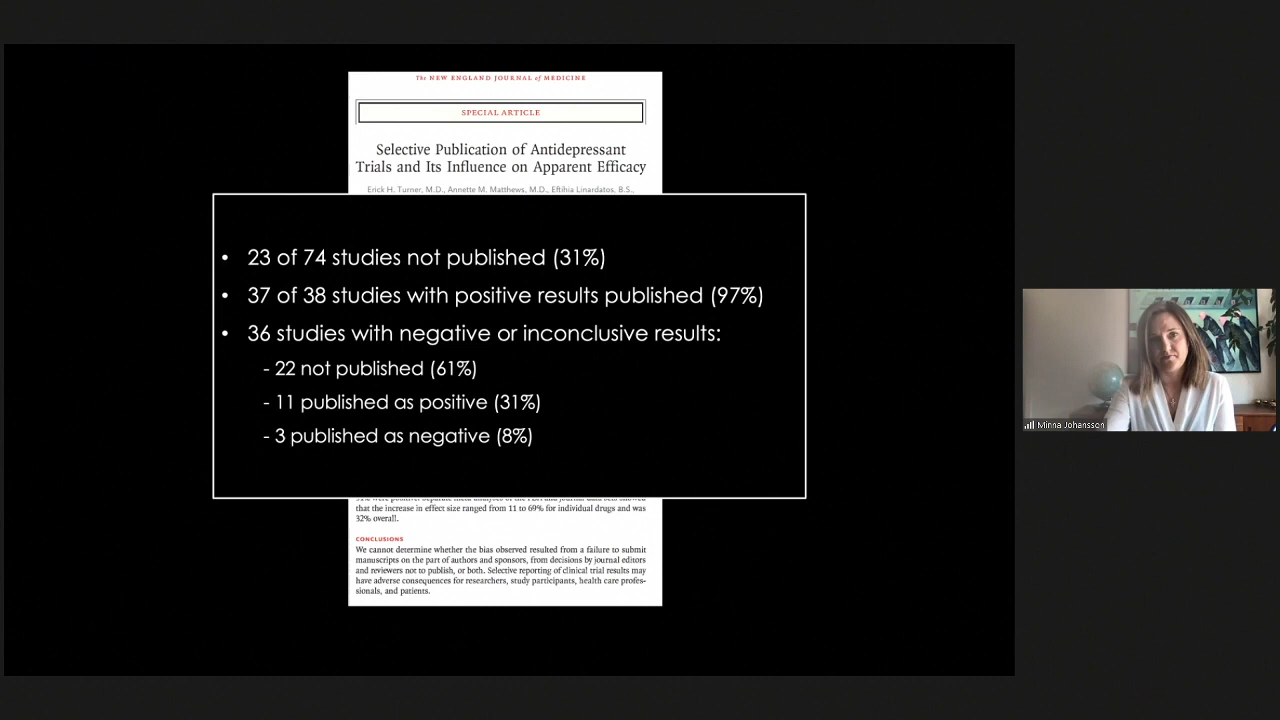 The NEW ENGLAND JOURNAL of MEDICINE
SPECIAL ARTICLE
Selective Publication of Antidepressant
Trials and Its Influence on Apparent Efficacy
Erick H. Turner, M.D., Annette M. Matthews, M.D., Eftihia Linardatos, B.S.,
• 23 of 74 studies not published (31%)
• 37 of 38 studies with positive results published (97%)
• 36 studies with negative or inconclusive results:
- 22 not published (61%)
- 11 published as positive (31%)
- 3 published as negative (8%)
that the increase in effect size ranged from 11 to 69% for individual drugs and was
32% overall.
CONCLUSIONS
We cannot determine whether the bias observed resulted from a failure to submit
manuscripts on the part of authors and sponsors, from decisions by journal editors
and reviewers not to publish, or both. Selective reporting of clinical trial results may
have adverse consequences for researchers, study participants, health care profes-
sionals, and patients.
Minna Johansson